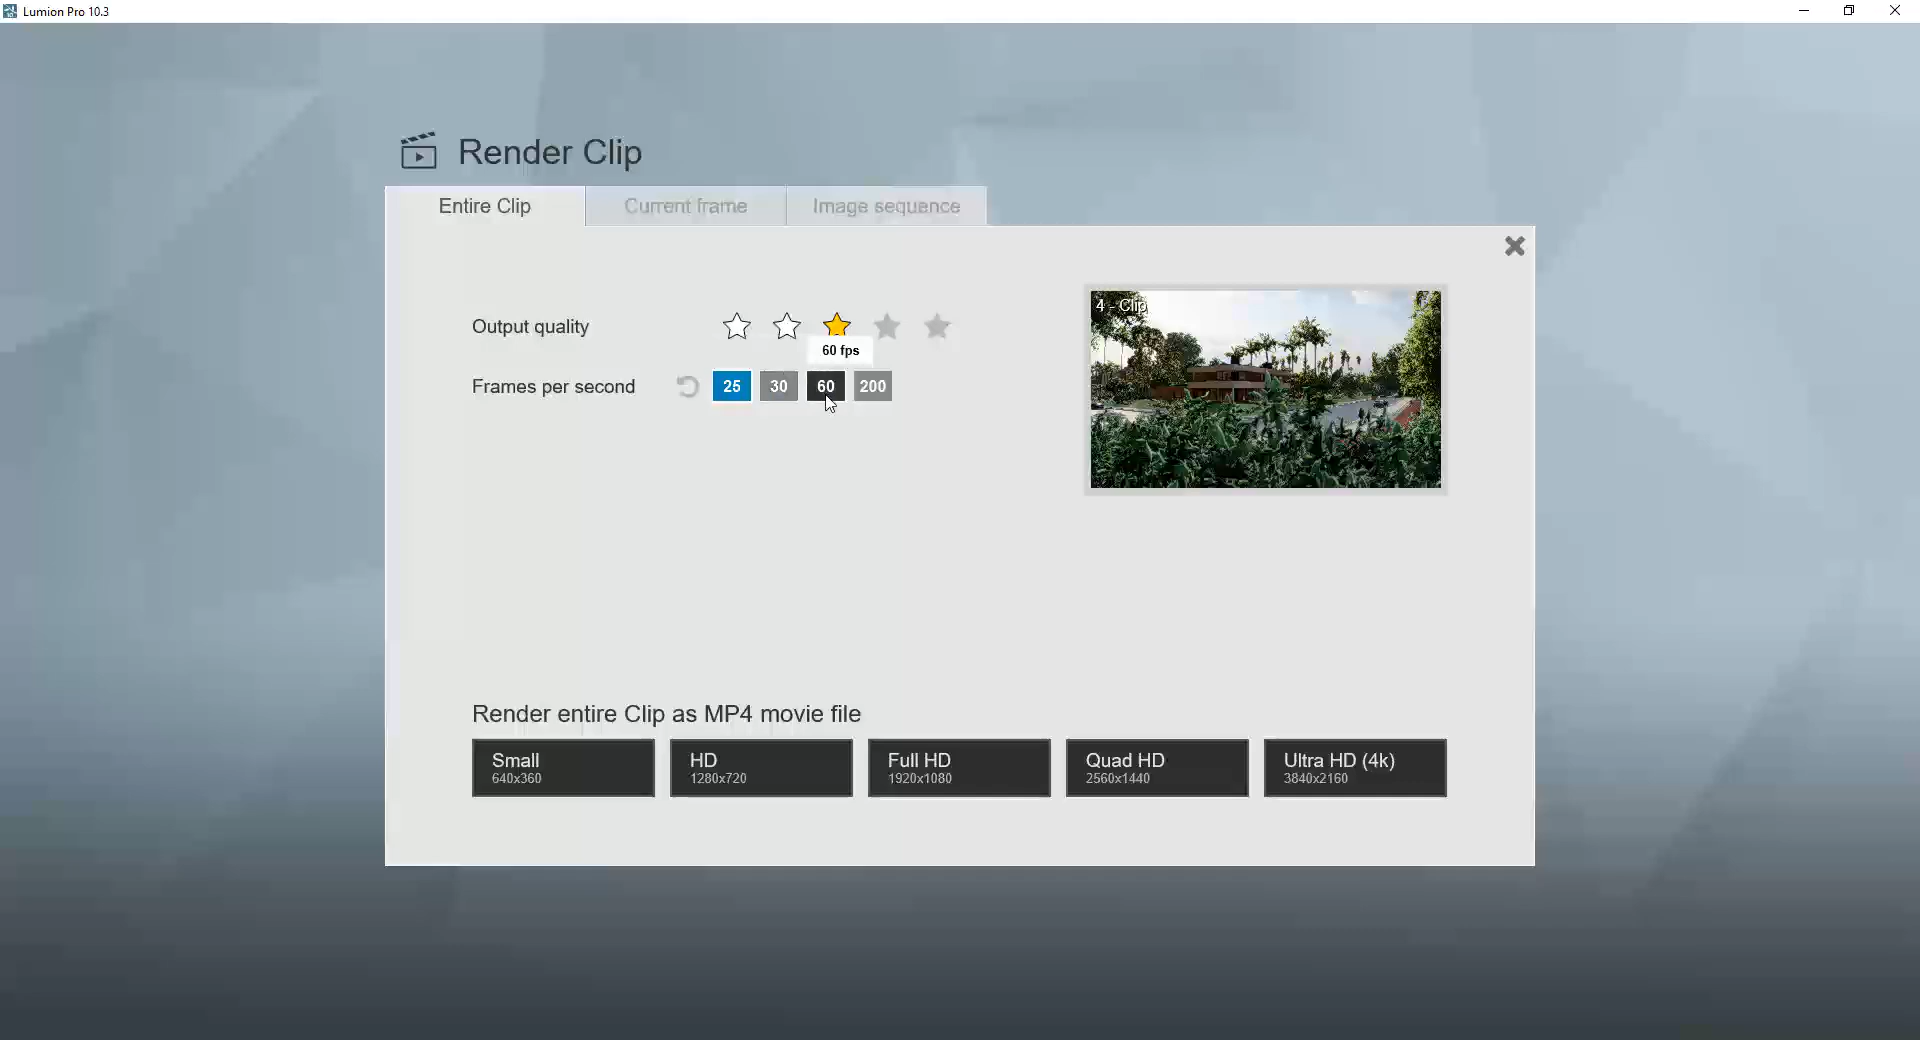 Lumion Pro 10.3
Render Clip
Entire Clip
Current frame
Image sequence
4 - Clip
Output quality
60 fps
Frames per second
25
30
60
200
Render entire Clip as MP4 movie file
Small
640x360
HD
1280x720
Full HD
1920x1080
Quad HD
2560x1440
Ultra HD (4k)
3840x2160